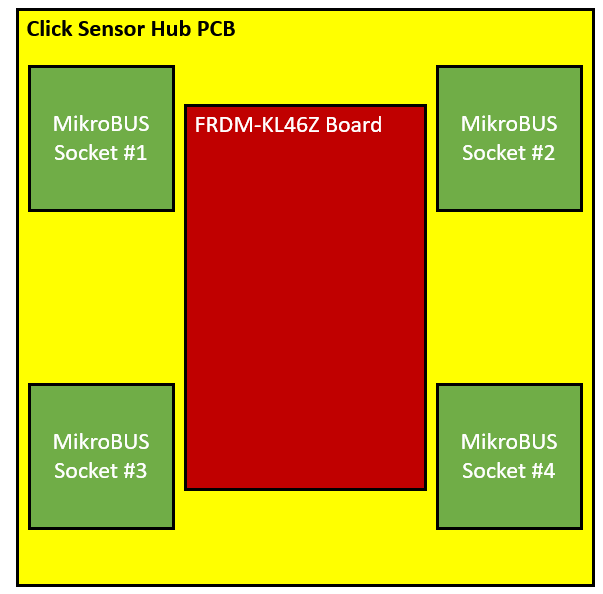 Click Sensor Hub PCB
MikroBUS
Socket #1
FRDM-KL46Z Board
MikroBUS
Socket #2
MikroBUS
Socket #3
MikroBUS
Socket #4